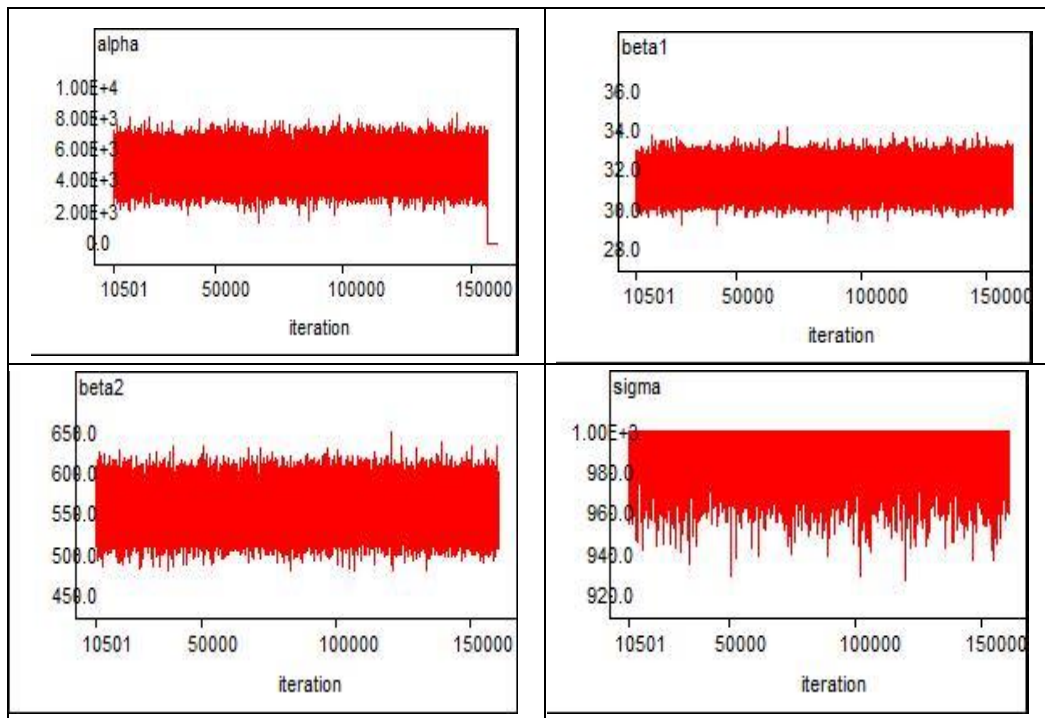 alpha
1.00E+4
8.00E+3
6.00E+3
4.00E+3
2.00E+3
0.0
10501 50000 100000 150000
iteration
beta1
36.0
34.0
32.0
30.0
28.0
10501 50000 100000 150000
iteration
beta2
650.0
600.0
550.0
500.0
450.0
10501 50000 100000 150000
iteration
sigma
1.00E+3
980.0
960.0
940.0
920.0
10501 50000 100000 150000
iteration